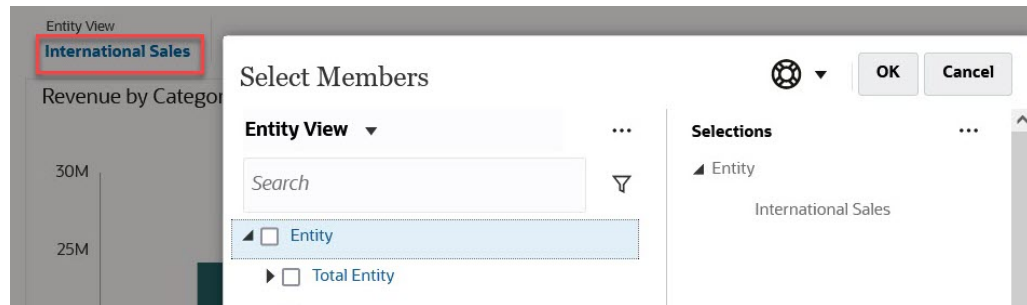 Entity View
International Sales
Revenue by Categor
30M
25M
Select Members
OK
Cancel
Entity View
...
Search
Entity
Total Entity
Selections
...
Entity
International Sales